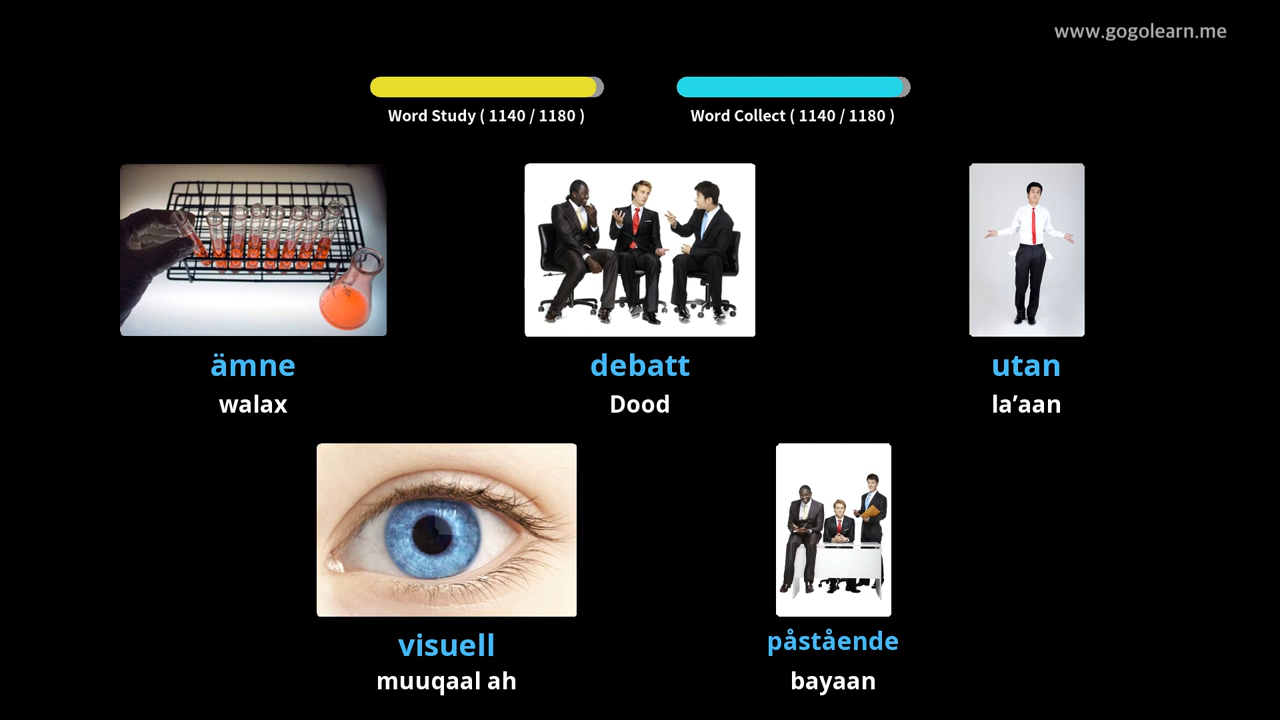 www.gogolearn.me
Word Study ( 1140 / 1180 )
Word Collect ( 1140 / 1180 )
ämne
walax
debatt
Dood
utan
la’aan
visuell
muuqaal ah
påstående
bayaan